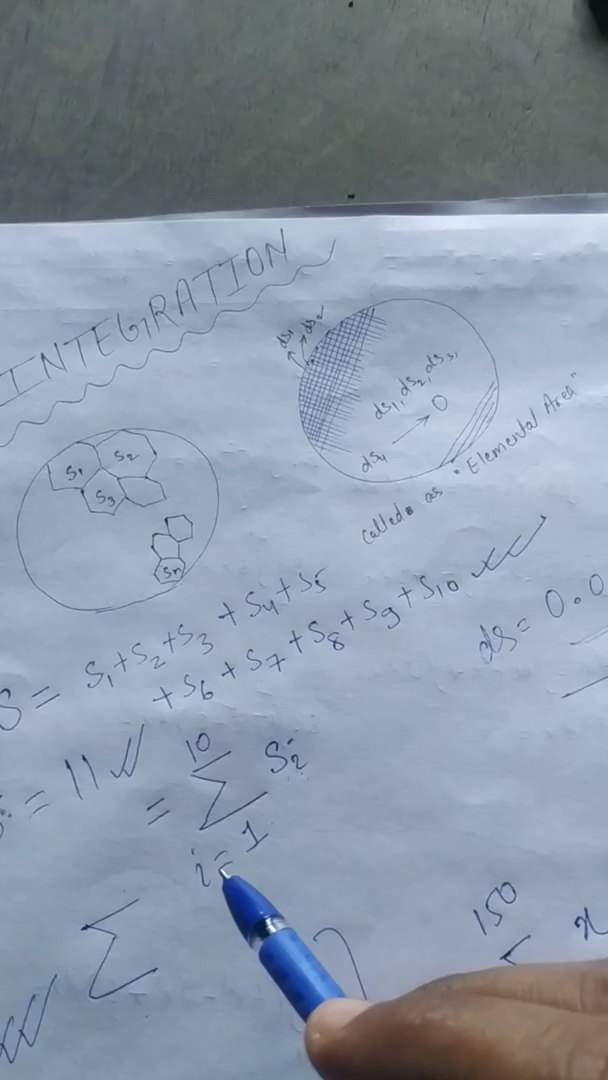 INTEGRATION
ds1 ds2
ds1, ds2, ds3,
ds1 → 0
called as "Elemental Area"
S1 S2
S3
Sn
S = S1+S2+S3+S4+S5
+S6+S7+S8+S9+S10
ds = 0.0
= 11
= 10 Σ i=1 Si
Σ
150
x